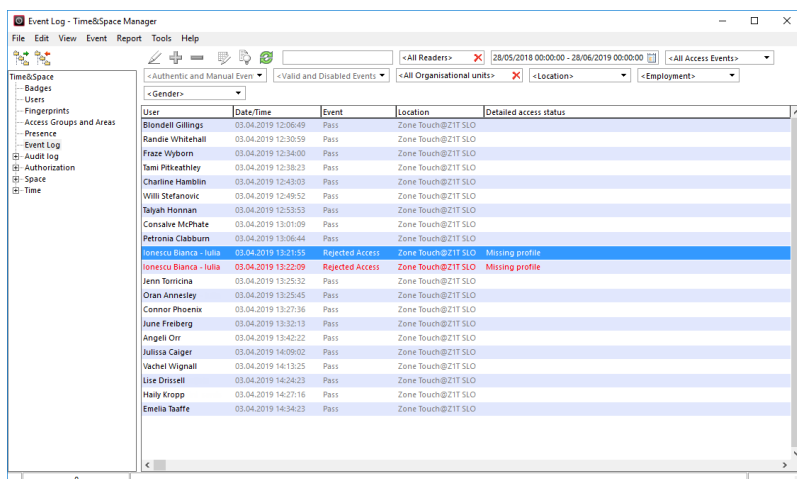 Event Log - Time&Space Manager
File Edit View Event Report Tools Help
<All Readers> 28/05/2018 00:00:00 - 28/06/2019 00:00:00 <All Access Events>
<Authentic and Manual Even <Valid and Disabled Events <All Organisational units> <Location> <Employment>
<Gender>
Time&Space
Badges
Users
Fingerprints
Access Groups and Areas
Presence
Event Log
Audit log
Authorization
Space
Time
User Date/Time Event Location Detailed access status
Blondell Gillings 03.04.2019 12:06:49 Pass Zone Touch@Z1T SLO
Randie Whitehall 03.04.2019 12:30:59 Pass Zone Touch@Z1T SLO
Fraze Wyborn 03.04.2019 12:34:00 Pass Zone Touch@Z1T SLO
Tami Pitkeathley 03.04.2019 12:38:23 Pass Zone Touch@Z1T SLO
Charline Hamblin 03.04.2019 12:43:03 Pass Zone Touch@Z1T SLO
Willi Stefanovic 03.04.2019 12:49:52 Pass Zone Touch@Z1T SLO
Talyah Honnan 03.04.2019 12:53:53 Pass Zone Touch@Z1T SLO
Consalve McPhate 03.04.2019 13:01:09 Pass Zone Touch@Z1T SLO
Petronia Clabburn 03.04.2019 13:06:44 Pass Zone Touch@Z1T SLO
Ionescu Bianca - Iulia 03.04.2019 13:21:55 Rejected Access Zone Touch@Z1T SLO Missing profile
Ionescu Bianca - Iulia 03.04.2019 13:22:09 Rejected Access Zone Touch@Z1T SLO Missing profile
Jenn Torricina 03.04.2019 13:25:32 Pass Zone Touch@Z1T SLO
Oran Annesley 03.04.2019 13:25:45 Pass Zone Touch@Z1T SLO
Connor Phoenix 03.04.2019 13:27:36 Pass Zone Touch@Z1T SLO
June Freiberg 03.04.2019 13:32:13 Pass Zone Touch@Z1T SLO
Angeli Orr 03.04.2019 13:42:22 Pass Zone Touch@Z1T SLO
Julissa Caiger 03.04.2019 14:09:02 Pass Zone Touch@Z1T SLO
Vachel Wignall 03.04.2019 14:13:25 Pass Zone Touch@Z1T SLO
Lise Drissell 03.04.2019 14:24:23 Pass Zone Touch@Z1T SLO
Haily Kropp 03.04.2019 14:27:16 Pass Zone Touch@Z1T SLO
Emelia Taaffe 03.04.2019 14:34:23 Pass Zone Touch@Z1T SLO